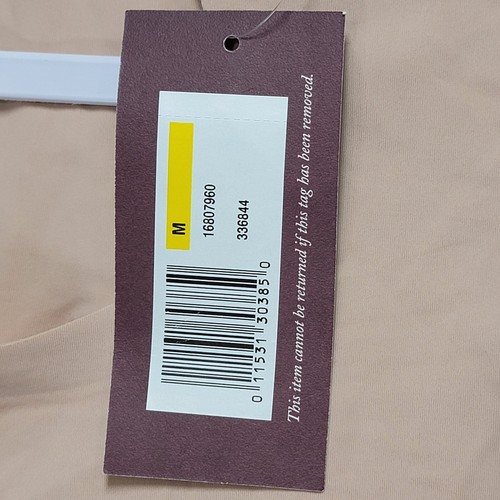 M
16807960
336844
0 11531 30385 0
This item cannot be returned if this tag has been removed.